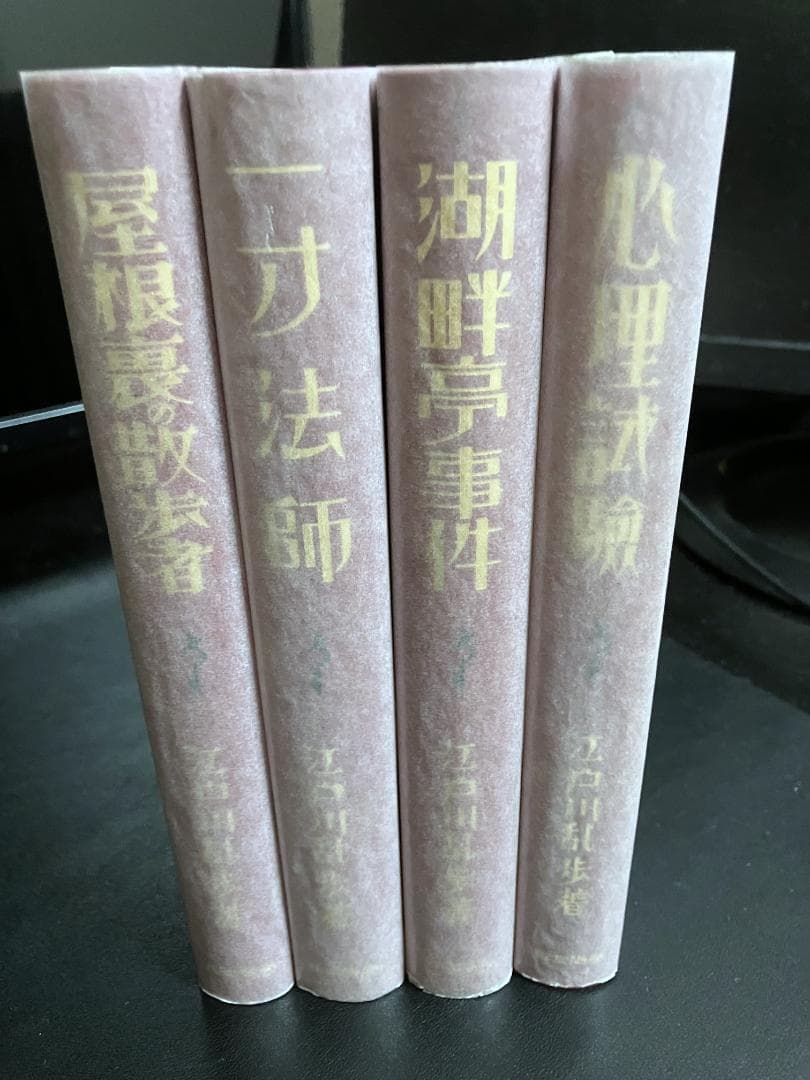 屋根裏の散歩者
江戸川乱歩著
一寸法師
江戸川乱歩著
湖畔亭事件
江戸川乱歩著
心理試験
江戸川乱歩著